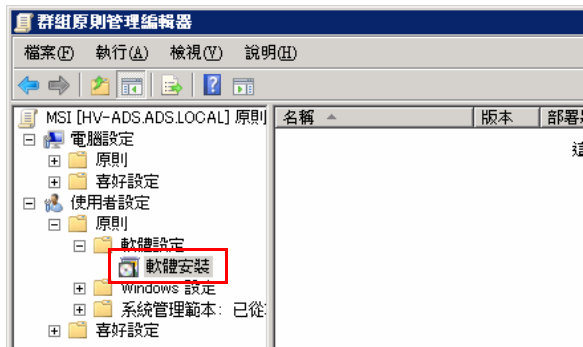 群組原則管理編輯器
檔案(F) 執行(A) 檢視(V) 說明(H)
MSI [HV-ADS.ADS.LOCAL] 原則
名稱 版本 部署
電腦設定
原則
喜好設定
使用者設定
原則
軟體設定
軟體安裝
Windows 設定
系統管理範本: 已從
喜好設定